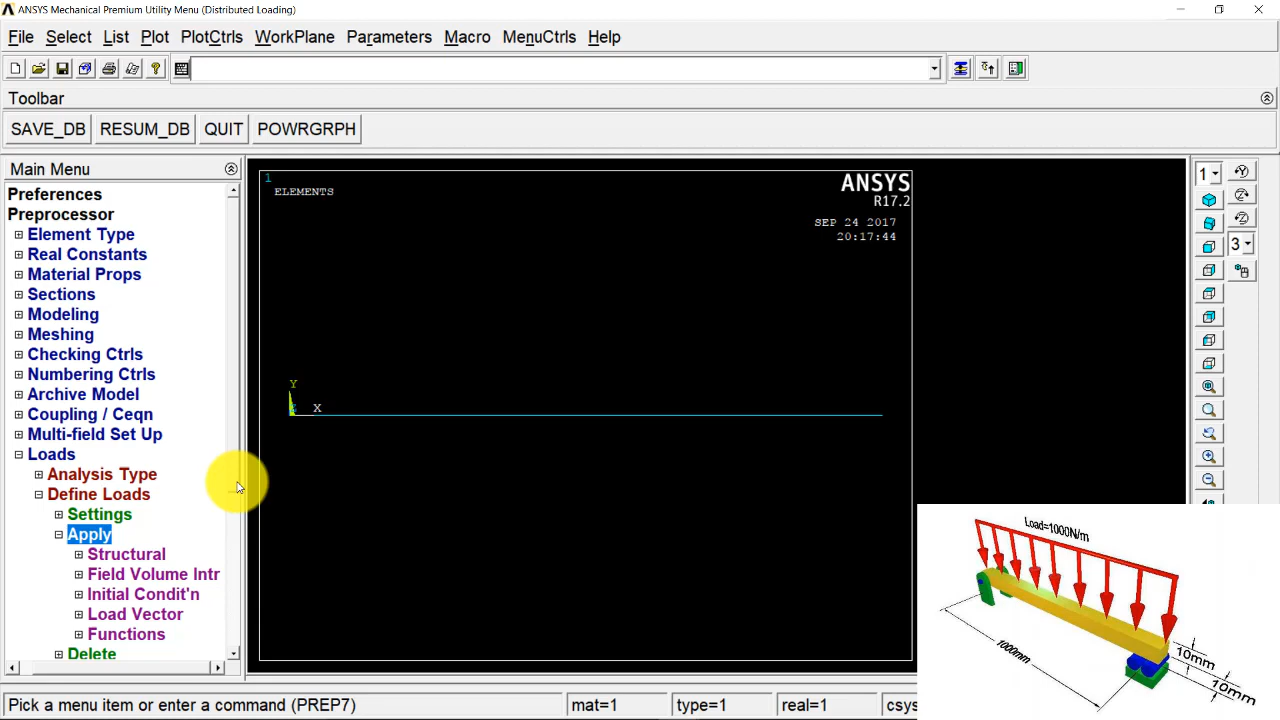 ANSYS Mechanical Premium Utility Menu (Distributed Loading)
File Select List Plot PlotCtrls WorkPlane Parameters Macro MenuCtrls Help
Toolbar
SAVE_DB RESUM_DB QUIT POWRGRPH
Main Menu
Preferences
Preprocessor
Element Type
Real Constants
Material Props
Sections
Modeling
Meshing
Checking Ctrls
Numbering Ctrls
Archive Model
Coupling / Ceqn
Multi-field Set Up
Loads
Analysis Type
Define Loads
Settings
Apply
Structural
Field Volume Intr
Initial Condit'n
Load Vector
Functions
Delete
1
ELEMENTS
ANSYS
R17.2
SEP 24 2017
20:17:44
Y
X
1
3
Load=1000N/m
1000mm
10mm
10mm
Pick a menu item or enter a command (PREP7)
mat=1
type=1
real=1
csys